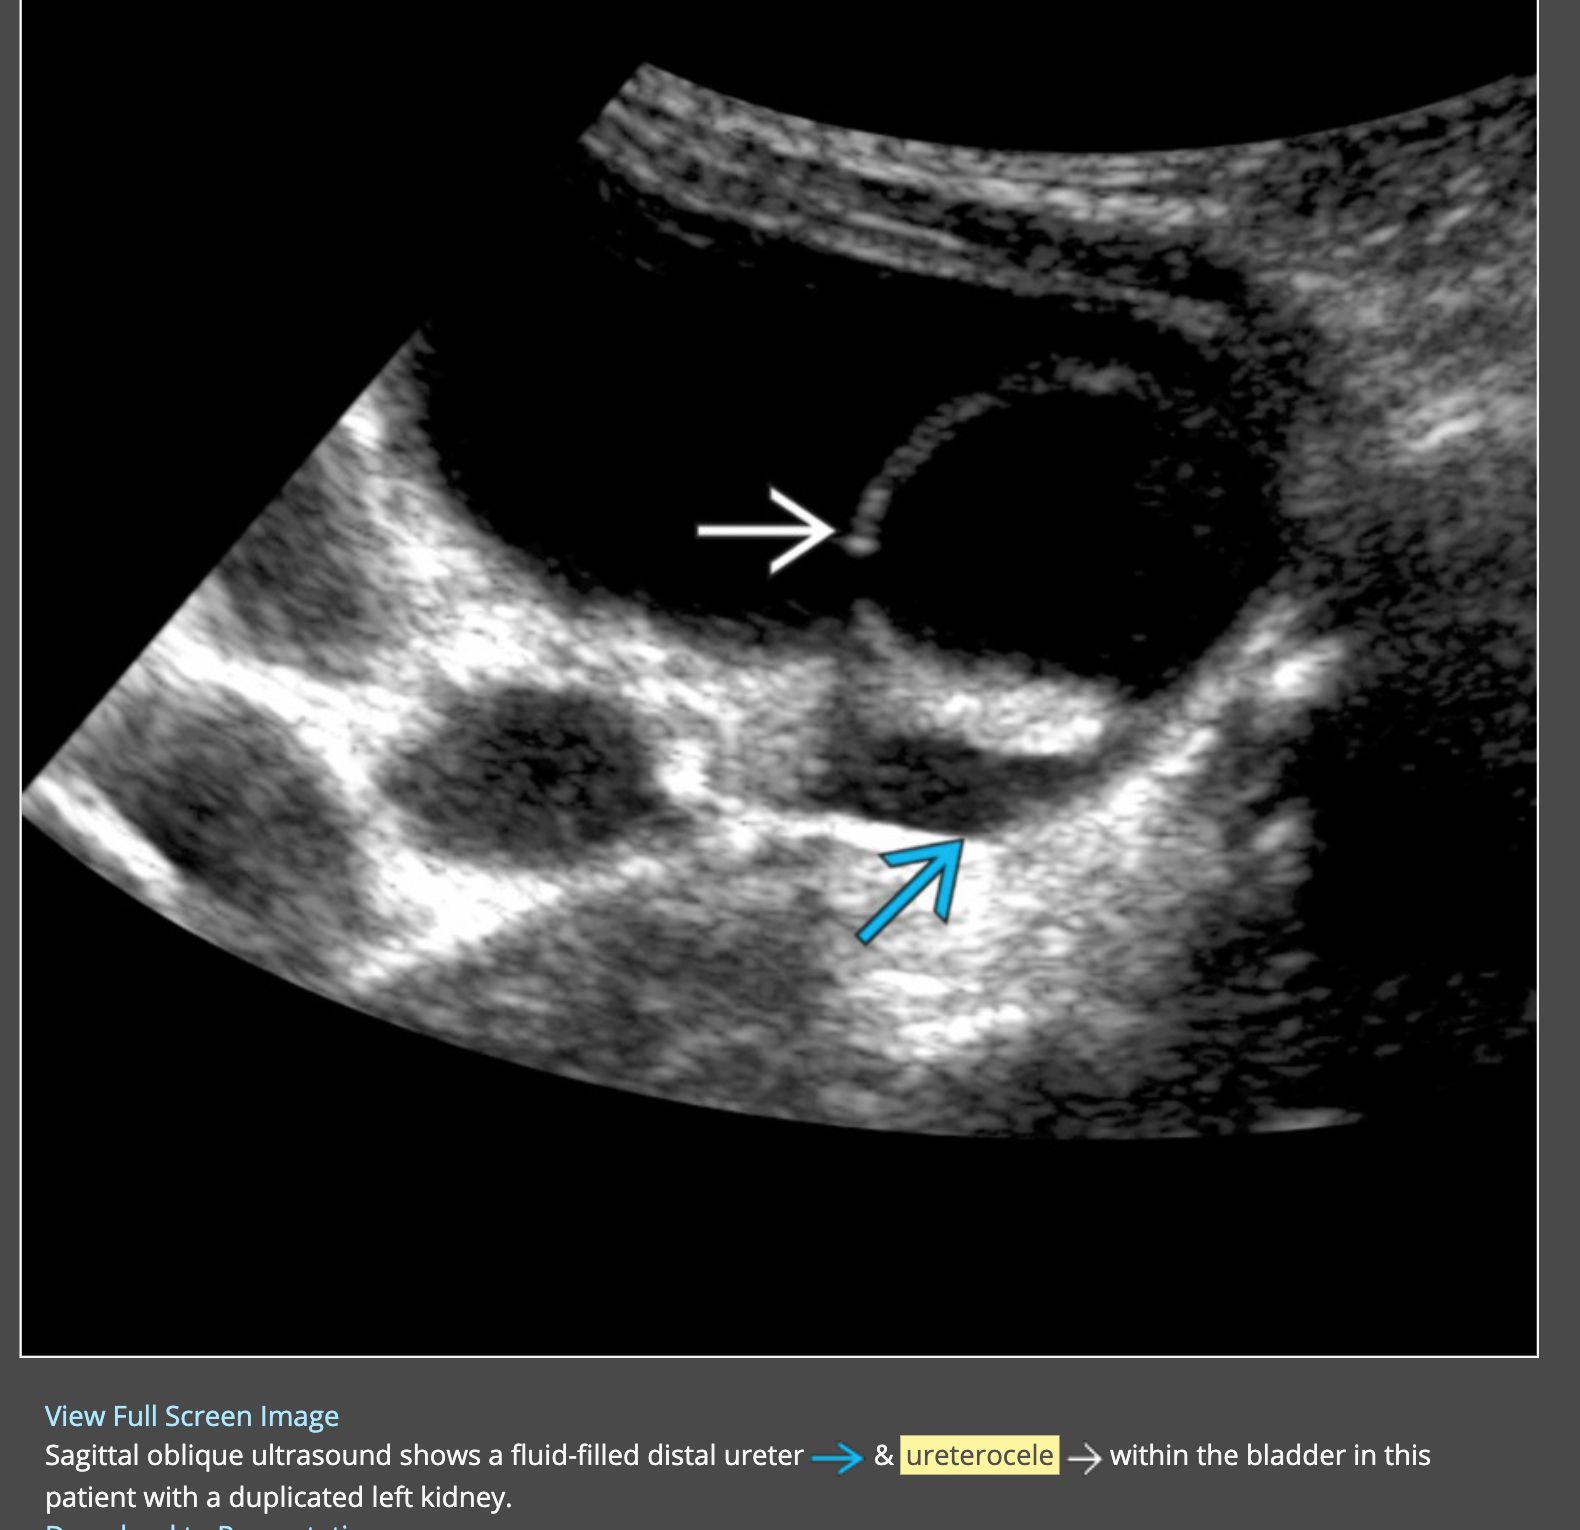 View Full Screen Image
Sagittal oblique ultrasound shows a fluid-filled distal ureter & ureterocele within the bladder in this
patient with a duplicated left kidney.